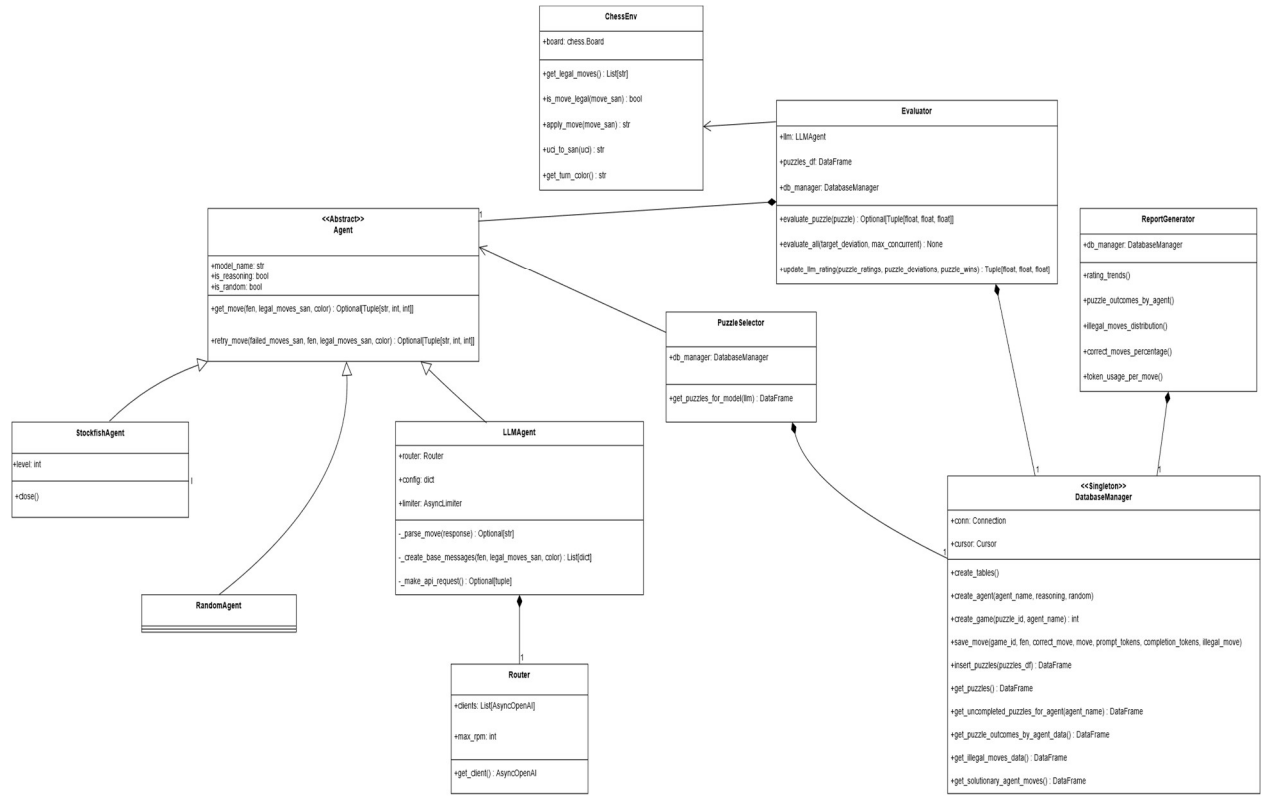 ChessEnv
+board: chess.Board
+get_legal_moves() : List[str]
+is_move_legal(move_san) : bool
+apply_move(move_san) : str
+uci_to_san(uci) : str
+get_turn_color() : str
Evaluator
+llm: LLMAgent
+puzzles_df: DataFrame
+db_manager: DatabaseManager
+evaluate_puzzle(puzzle) : Optional[Tuple[float, float, float]]
+evaluate_all(target_deviation, max_concurrent) : None
+update_llm_rating(puzzle_ratings, puzzle_deviations, puzzle_wins) : Tuple[float, float, float]
1
<<Abstract>>
Agent
+model_name: str
+is_reasoning: bool
+is_random: bool
+get_move(fen, legal_moves_san, color) : Optional[Tuple[str, int, int]]
+retry_move(failed_moves_san, fen, legal_moves_san, color) : Optional[Tuple[str, int, int]]
ReportGenerator
+db_manager: DatabaseManager
+rating_trends()
+puzzle_outcomes_by_agent()
+illegal_moves_distribution()
+correct_moves_percentage()
+token_usage_per_move()
PuzzleSelector
+db_manager: DatabaseManager
+get_puzzles_for_model(llm) : DataFrame
StockfishAgent
+level: int
+close()
l
LLMAgent
+router: Router
+config: dict
+limiter: AsyncLimiter
-_parse_move(response) : Optional[str]
-_create_base_messages(fen, legal_moves_san, color) : List[dict]
-_make_api_request() : Optional[tuple]
RandomAgent
1
Router
+clients: List[AsyncOpenAI]
+max_rpm: int
+get_client() : AsyncOpenAI
1
1
1
<<Singleton>>
DatabaseManager
+conn: Connection
+cursor: Cursor
+create_tables()
+create_agent(agent_name, reasoning, random)
+create_game(puzzle_id, agent_name) : int
+save_move(game_id, fen, correct_move, move, prompt_tokens, completion_tokens, illegal_move)
+insert_puzzles(puzzles_df) : DataFrame
+get_puzzles() : DataFrame
+get_uncompleted_puzzles_for_agent(agent_name) : DataFrame
+get_puzzle_outcomes_by_agent_data() : DataFrame
+get_illegal_moves_data() : DataFrame
+get_solutionary_agent_moves() : DataFrame